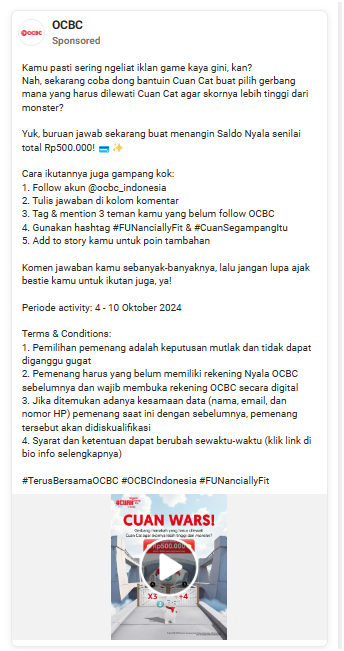 OCBC
OCBC
Sponsored
Kamu pasti sering ngeliat iklan game kaya gini, kan?
Nah, sekarang coba dong bantuin Cuan Cat buat pilih gerbang
mana yang harus dilewati Cuan Cat agar skornya lebih tinggi dari
monster?
Yuk, buruan jawab sekarang buat menangin Saldo Nyala senilai
total Rp500.000! 💳 ✨
Cara ikutannya juga gampang kok:
1. Follow akun @ocbc_indonesia
2. Tulis jawaban di kolom komentar
3. Tag & mention 3 teman kamu yang belum follow OCBC
4. Gunakan hashtag #FUNanciallyFit & #CuanSegampangItu
5. Add to story kamu untuk poin tambahan
Komen jawaban kamu sebanyak-banyaknya, lalu jangan lupa ajak
bestie kamu untuk ikutan juga, ya!
Periode activity: 4 - 10 Oktober 2024
Terms & Conditions:
1. Pemilihan pemenang adalah keputusan mutlak dan tidak dapat
diganggu gugat
2. Pemenang harus yang belum memiliki rekening Nyala OCBC
sebelumnya dan wajib membuka rekening OCBC secara digital
3. Jika ditemukan adanya kesamaan data (nama, email, dan
nomor HP) pemenang saat ini dengan sebelumnya, pemenang
tersebut akan didiskualifikasi
4. Syarat dan ketentuan dapat berubah sewaktu-waktu (klik link di
bio info selengkapnya)
#TerusBersamaOCBC #OCBCIndonesia #FUNanciallyFit
CUAN WARS!
Gerbang manakah yang harus dilewati
Cuan Cat agar skornya lebih tinggi dari monster?
Rp500.000
X3
+4